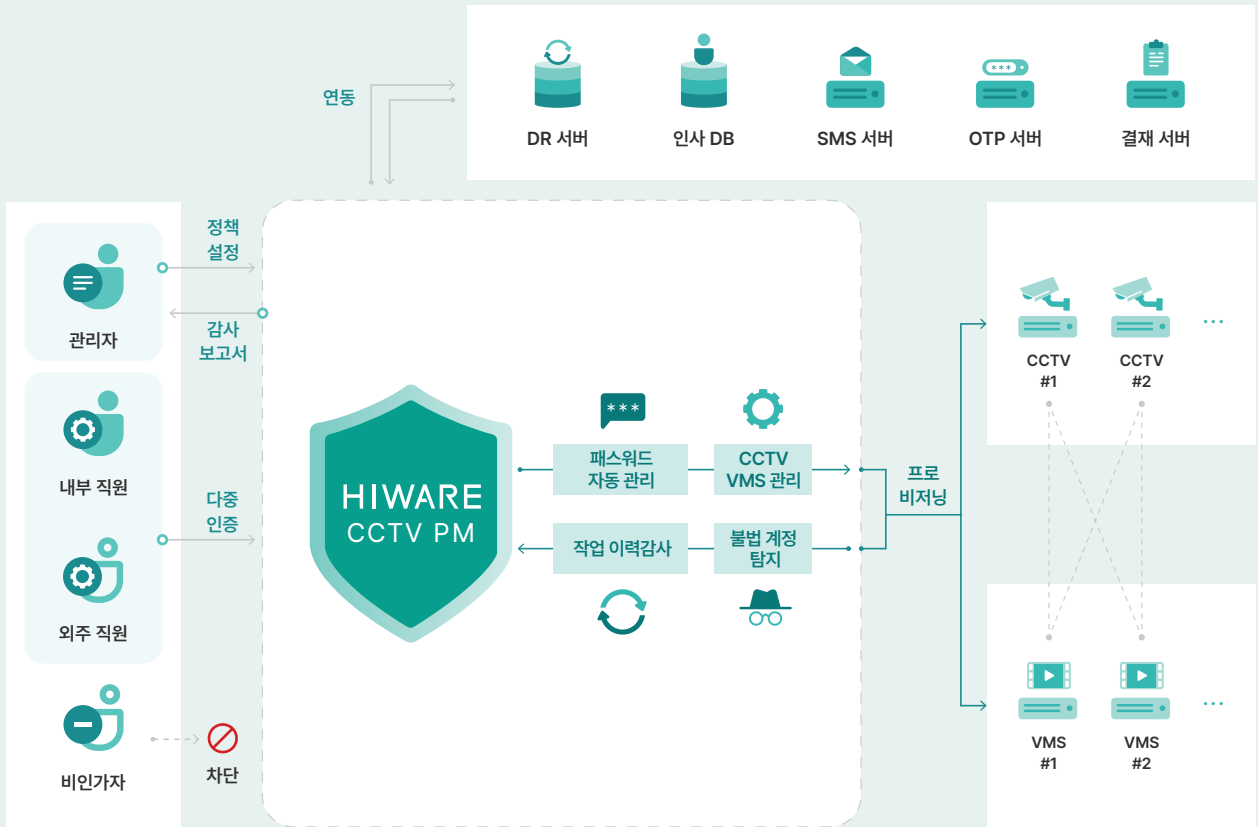 연동
DR 서버
인사 DB
SMS 서버
OTP 서버
결재 서버
정책
설정
감사
보고서
관리자
내부 직원
다중
인증
외주 직원
비인가자
차단
HIWARE
CCTV PM
***
패스워드
자동 관리
CCTV
VMS 관리
작업 이력감사
불법 계정
탐지
프로
비저닝
CCTV
#1
CCTV
#2
...
VMS
#1
VMS
#2
...